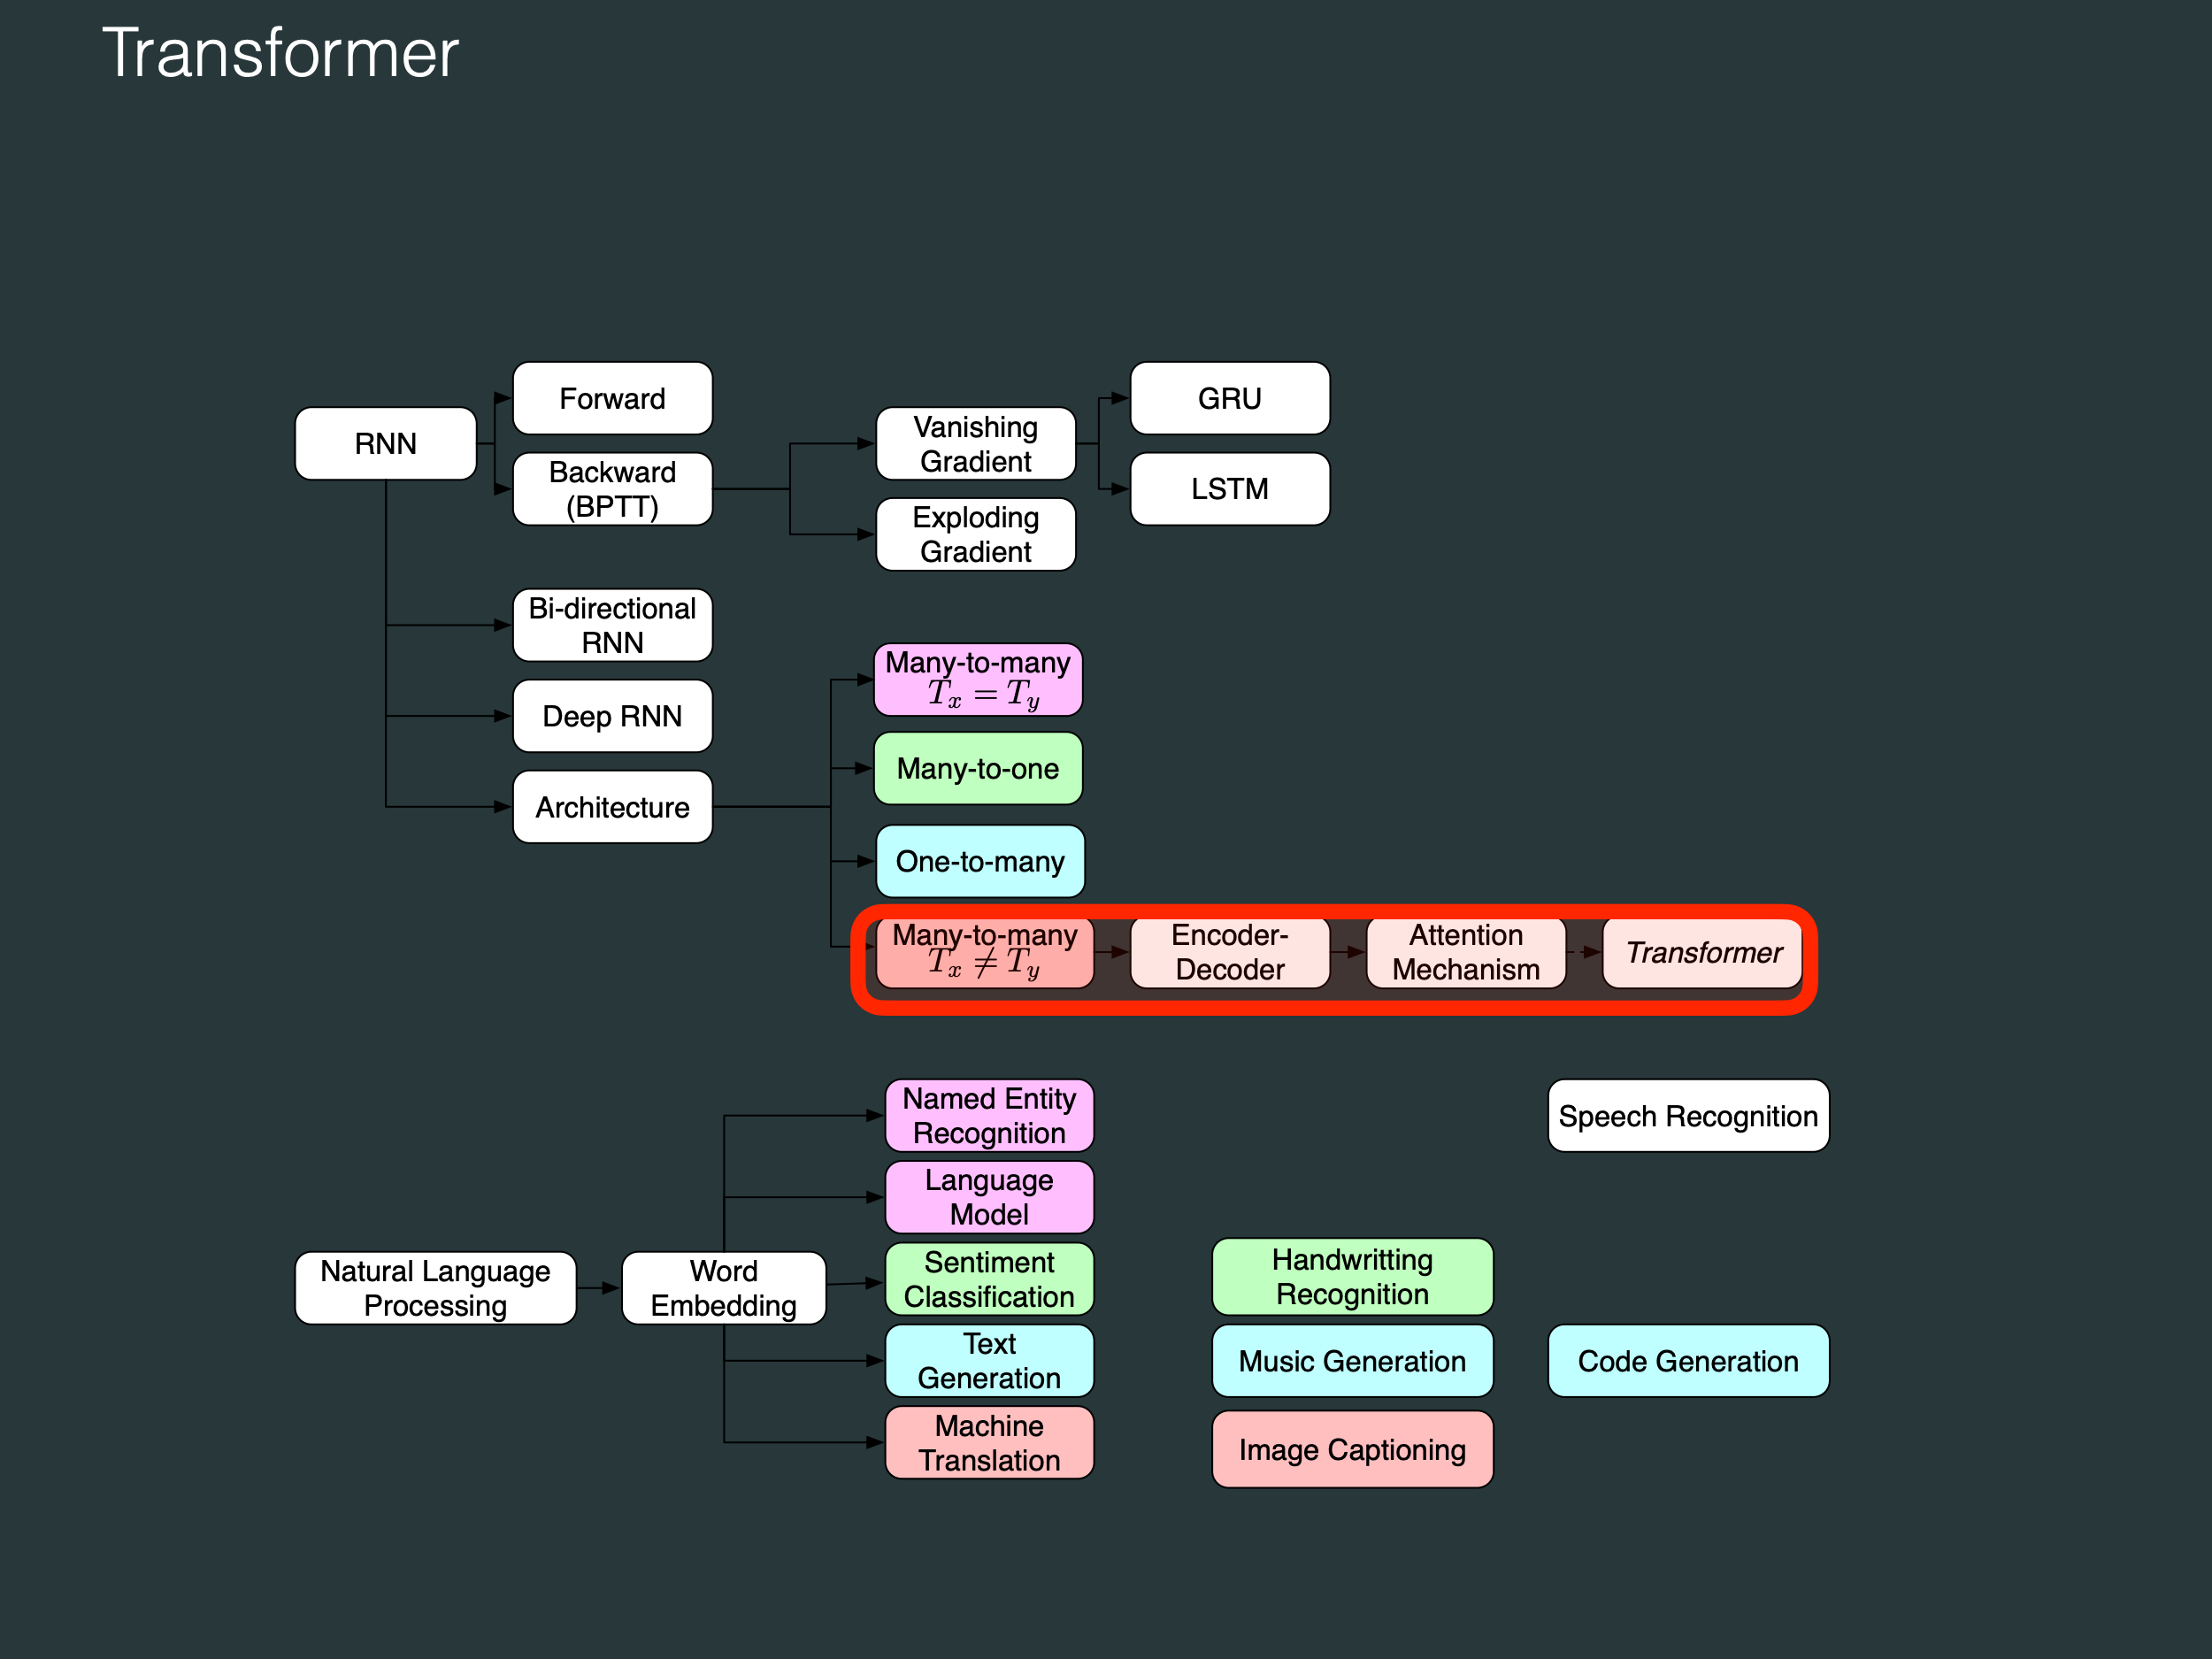 Transformer
RNN
Forward
Backward
(BPTT)
Vanishing
Gradient
Exploding
Gradient
GRU
LSTM
Bi-directional
RNN
Deep RNN
Architecture
Many-to-many
T_x = T_y
Many-to-one
One-to-many
Many-to-many
T_x ≠ T_y
Encoder-
Decoder
Attention
Mechanism
Transformer
Natural Language
Processing
Word
Embedding
Named Entity
Recognition
Language
Model
Sentiment
Classification
Text
Generation
Machine
Translation
Speech Recognition
Handwritting
Recognition
Music Generation
Code Generation
Image Captioning